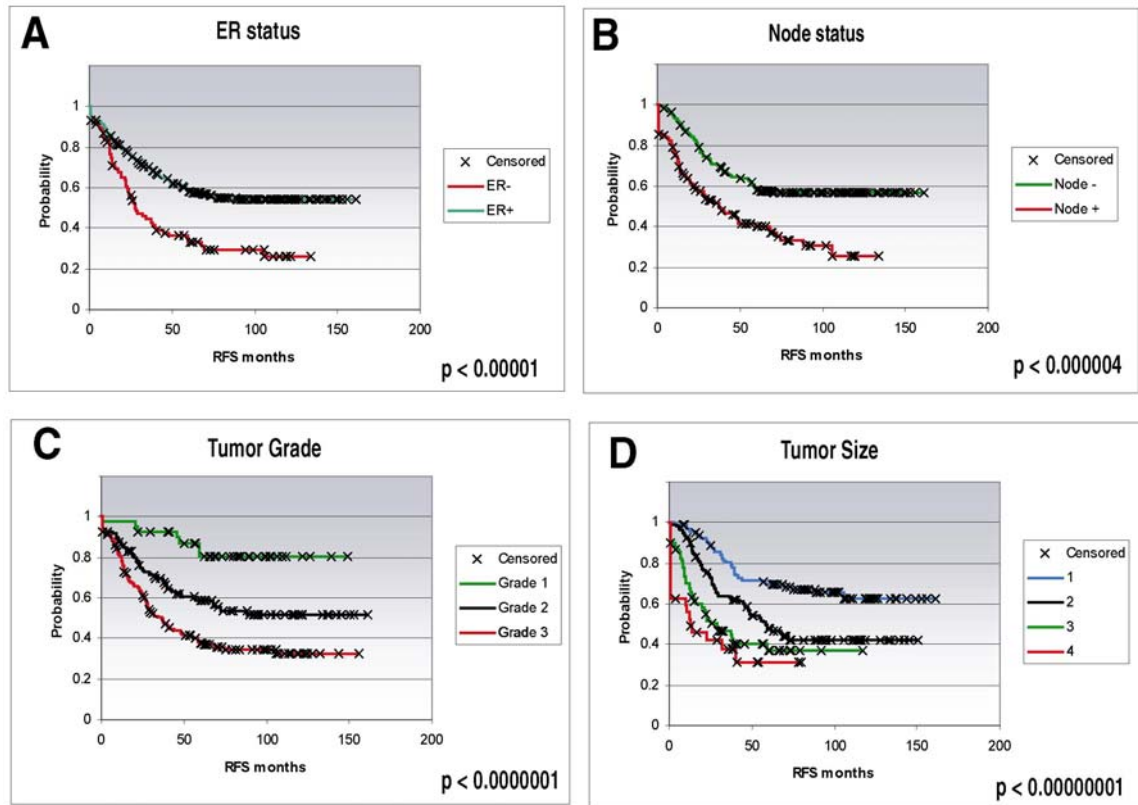 A
ER status
1
0.8
0.6
0.4
0.2
0
Probability
0 50 100 150 200
RFS months
Censored
ER-
ER+
p < 0.00001
B
Node status
1
0.8
0.6
0.4
0.2
0
Probability
0 50 100 150 200
RFS months
Censored
Node -
Node +
p < 0.000004
C
Tumor Grade
1
0.8
0.6
0.4
0.2
0
Probability
0 50 100 150 200
RFS months
Censored
Grade 1
Grade 2
Grade 3
p < 0.0000001
D
Tumor Size
1
0.8
0.6
0.4
0.2
0
Probability
0 50 100 150 200
RFS months
Censored
1
2
3
4
p < 0.00000001